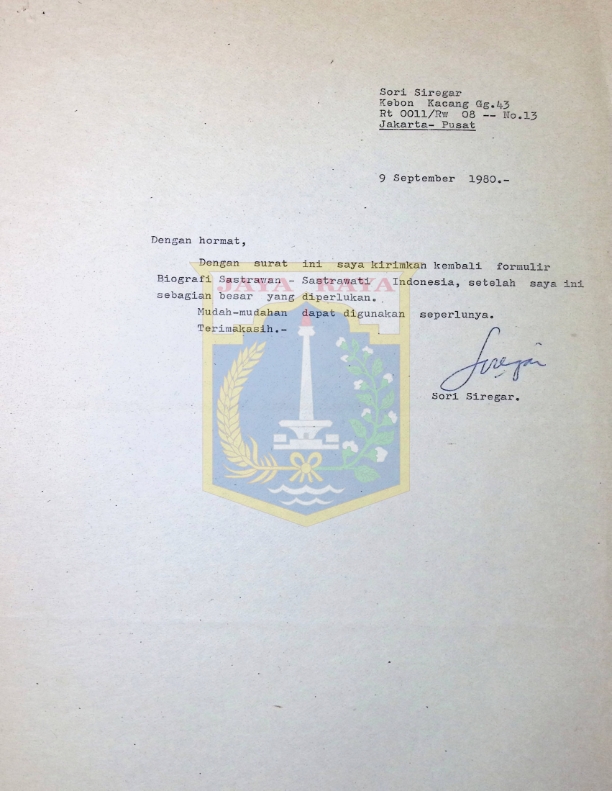 Sori Siregar
Kebon Kacang Gg.43
Rt 0011/Rw 08 -- No.13
Jakarta- Pusat
9 September 1980.-
Dengan hormat,
Dengan surat ini saya kirimkan kembali formulir
Biografi Sastrawan - Sastrawati Indonesia, setelah saya ini
sebagian besar yang diperlukan.
Mudah-mudahan dapat digunakan seperlunya.
Terimakasih.-
JAYA RAYA
Siregar
Sori Siregar.